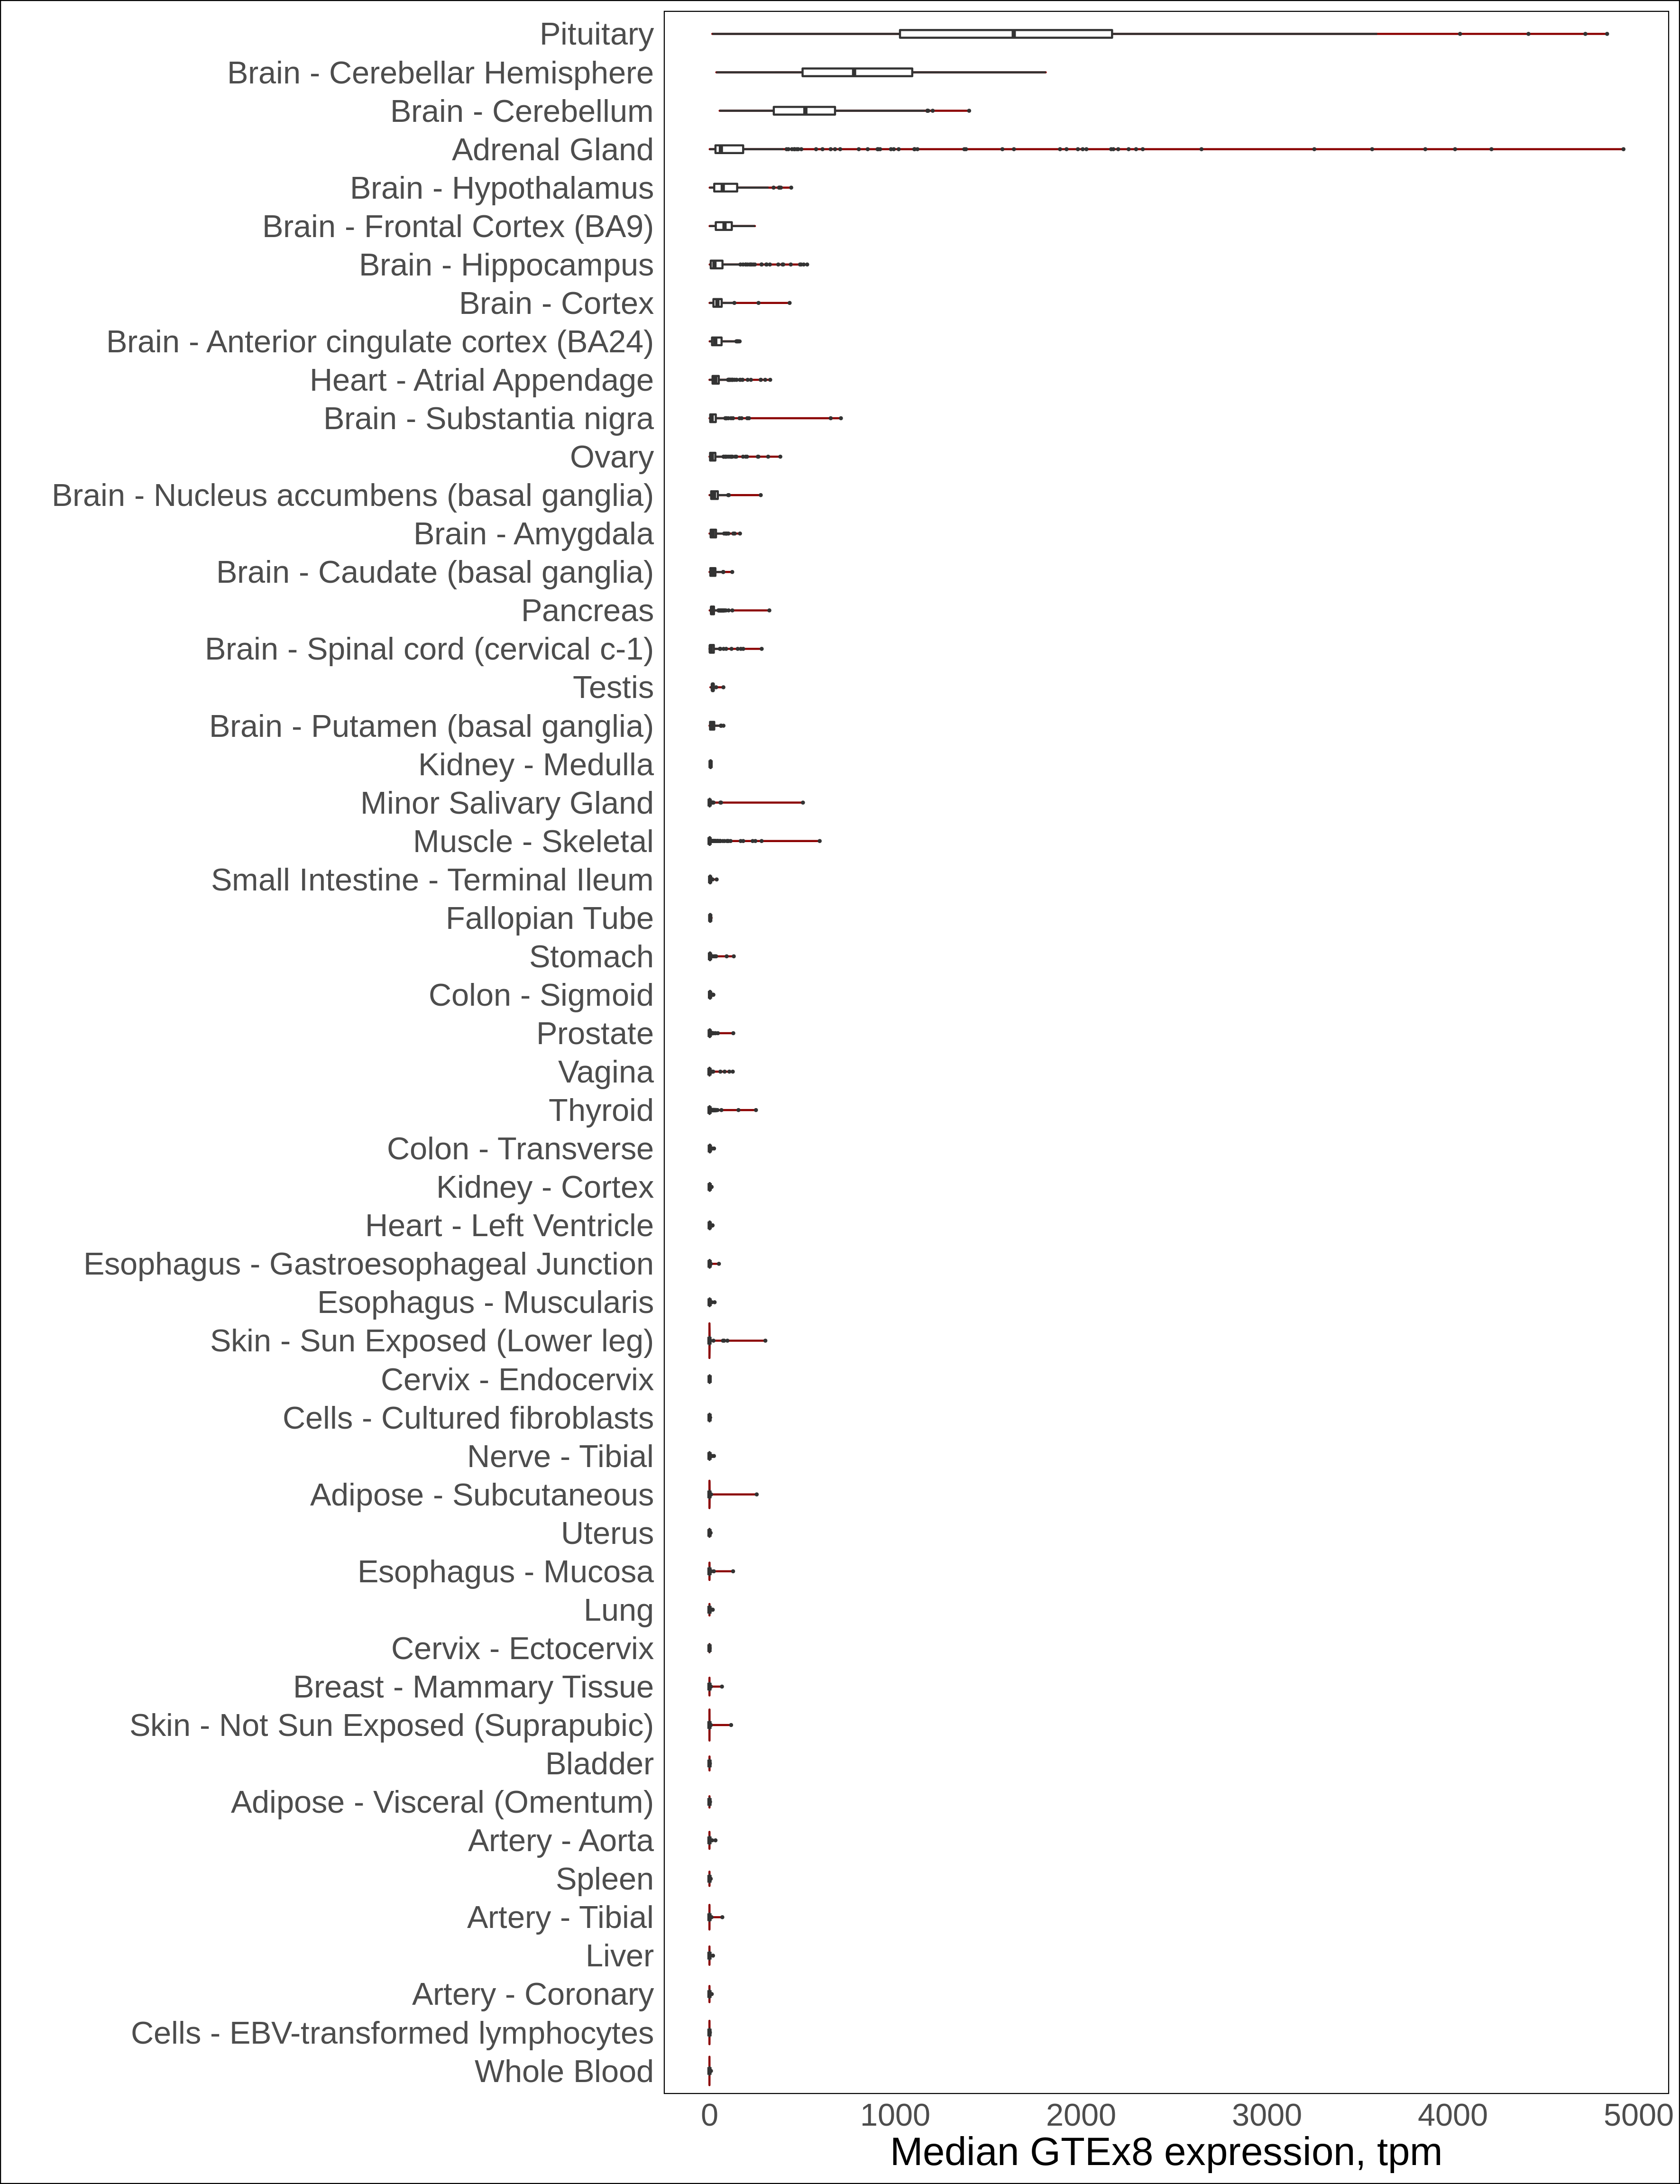 Pituitary
Brain - Cerebellar Hemisphere
Brain - Cerebellum
Adrenal Gland
Brain - Hypothalamus
Brain - Frontal Cortex (BA9)
Brain - Hippocampus
Brain - Cortex
Brain - Anterior cingulate cortex (BA24)
Heart - Atrial Appendage
Brain - Substantia nigra
Ovary
Brain - Nucleus accumbens (basal ganglia)
Brain - Amygdala
Brain - Caudate (basal ganglia)
Pancreas
Brain - Spinal cord (cervical c-1)
Testis
Brain - Putamen (basal ganglia)
Kidney - Medulla
Minor Salivary Gland
Muscle - Skeletal
Small Intestine - Terminal Ileum
Fallopian Tube
Stomach
Colon - Sigmoid
Prostate
Vagina
Thyroid
Colon - Transverse
Kidney - Cortex
Heart - Left Ventricle
Esophagus - Gastroesophageal Junction
Esophagus - Muscularis
Skin - Sun Exposed (Lower leg)
Cervix - Endocervix
Cells - Cultured fibroblasts
Nerve - Tibial
Adipose - Subcutaneous
Uterus
Esophagus - Mucosa
Lung
Cervix - Ectocervix
Breast - Mammary Tissue
Skin - Not Sun Exposed (Suprapubic)
Bladder
Adipose - Visceral (Omentum)
Artery - Aorta
Spleen
Artery - Tibial
Liver
Artery - Coronary
Cells - EBV-transformed lymphocytes
Whole Blood
0 1000 2000 3000 4000 5000
Median GTEx8 expression, tpm